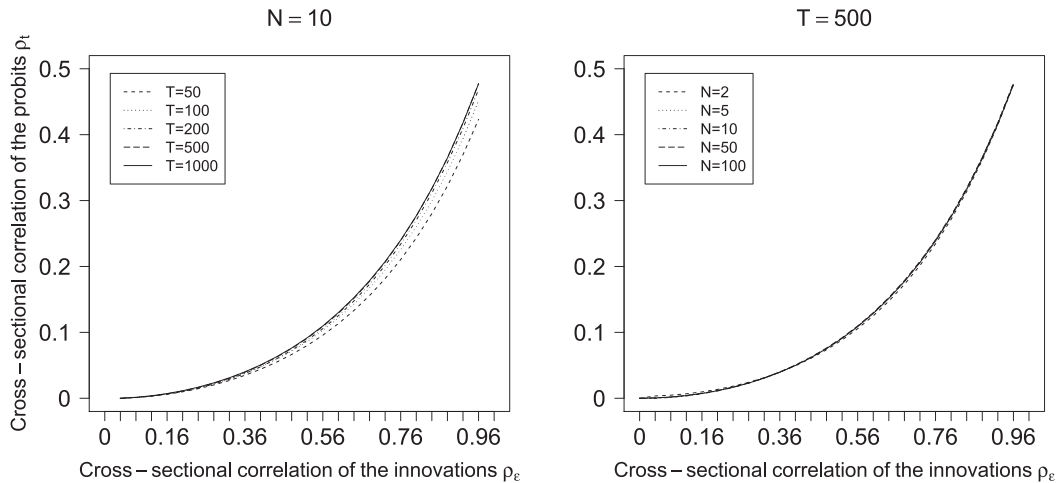 N = 10
Cross – sectional correlation of the probits ρt
0.5
0.4
0.3
0.2
0.1
0
T=50
T=100
T=200
T=500
T=1000
0 0.16 0.36 0.56 0.76 0.96
Cross – sectional correlation of the innovations ρε
T = 500
0.5
0.4
0.3
0.2
0.1
0
N=2
N=5
N=10
N=50
N=100
0 0.16 0.36 0.56 0.76 0.96
Cross – sectional correlation of the innovations ρε